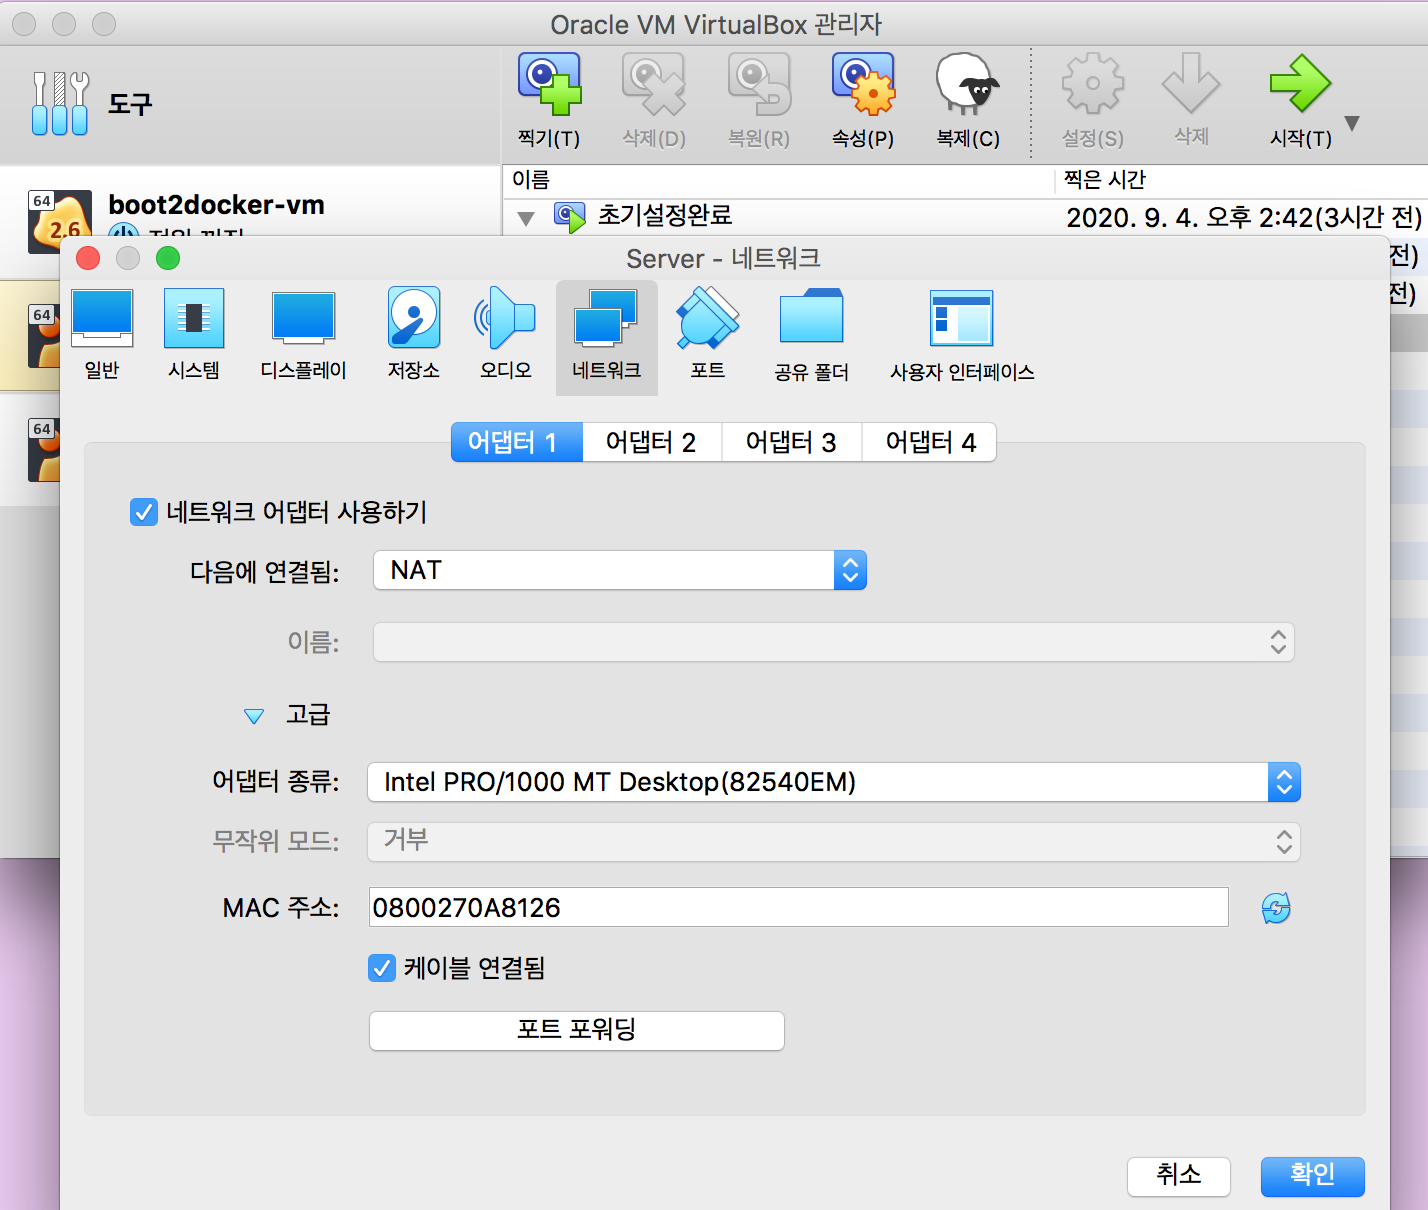 Oracle VM VirtualBox 관리자
도구
찍기(T)
삭제(D)
복원(R)
속성(P)
복제(C)
설정(S)
삭제
시작(T)
이름
찍은 시간
64
2.6
boot2docker-vm
초기설정완료
2020. 9. 4. 오후 2:42(3시간 전)
전)
전)
64
64
Server - 네트워크
일반
시스템
디스플레이
저장소
오디오
네트워크
포트
공유 폴더
사용자 인터페이스
어댑터 1
어댑터 2
어댑터 3
어댑터 4
네트워크 어댑터 사용하기
다음에 연결됨:
NAT
이름:
고급
어댑터 종류:
Intel PRO/1000 MT Desktop(82540EM)
무작위 모드:
거부
MAC 주소:
0800270A8126
케이블 연결됨
포트 포워딩
취소
확인